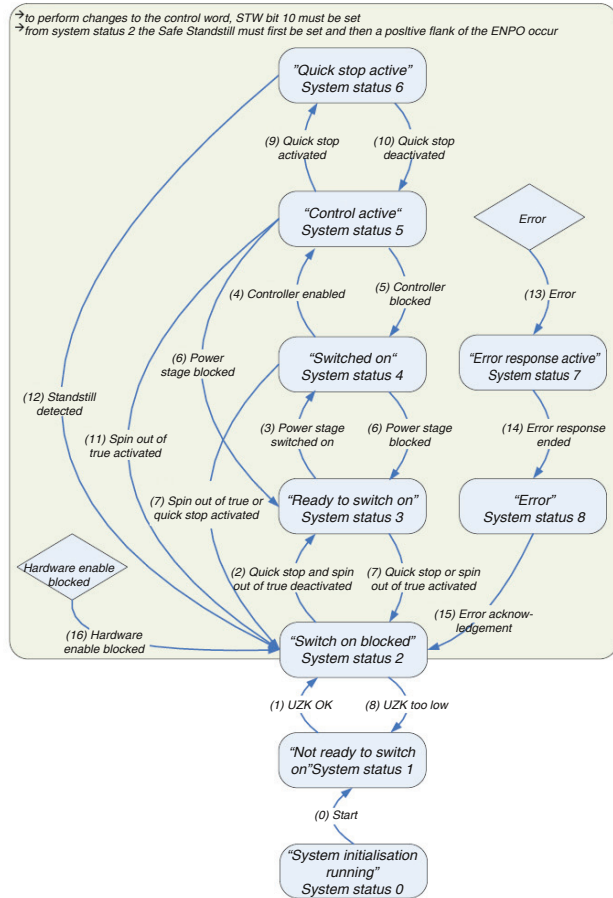 →to perform changes to the control word, STW bit 10 must be set
→from system status 2 the Safe Standstill must first be set and then a positive flank of the ENPO occur
"Quick stop active"
System status 6
(9) Quick stop
activated
(10) Quick stop
deactivated
“Control active“
System status 5
Error
(4) Controller enabled
(5) Controller
blocked
(13) Error
(6) Power
stage blocked
“Switched on“
System status 4
“Error response active”
System status 7
(12) Standstill
detected
(11) Spin out of
true activated
(3) Power stage
switched on
(6) Power stage
blocked
(14) Error response
ended
(7) Spin out of true or
quick stop activated
“Ready to switch on”
System status 3
“Error”
System status 8
Hardware enable
blocked
(2) Quick stop and spin
out of true deactivated
(7) Quick stop or spin
out of true activated
(15) Error acknow-
ledgement
(16) Hardware
enable blocked
“Switch on blocked”
System status 2
(1) UZK OK
(8) UZK too low
“Not ready to switch
on”System status 1
(0) Start
“System initialisation
running”
System status 0